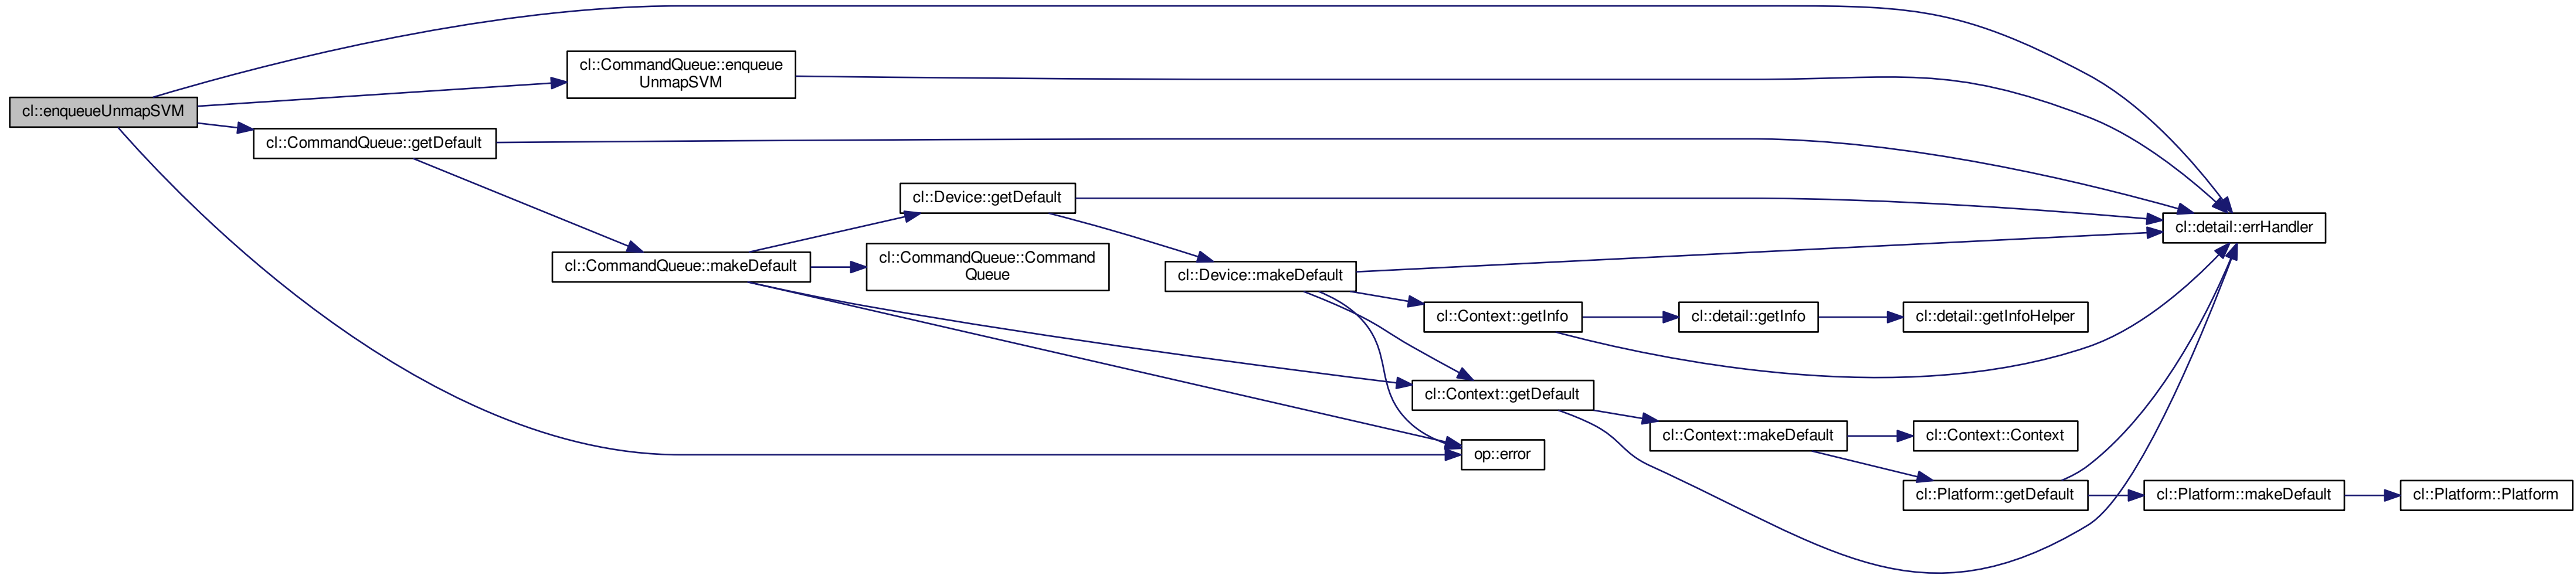 cl::enqueueUnmapSVM
cl::CommandQueue::enqueue
UnmapSVM
cl::CommandQueue::getDefault
cl::CommandQueue::makeDefault
cl::Device::getDefault
cl::CommandQueue::Command
Queue
cl::Device::makeDefault
cl::detail::errHandler
cl::Context::getInfo
cl::detail::getInfo
cl::detail::getInfoHelper
cl::Context::getDefault
cl::Context::makeDefault
cl::Context::Context
op::error
cl::Platform::getDefault
cl::Platform::makeDefault
cl::Platform::Platform